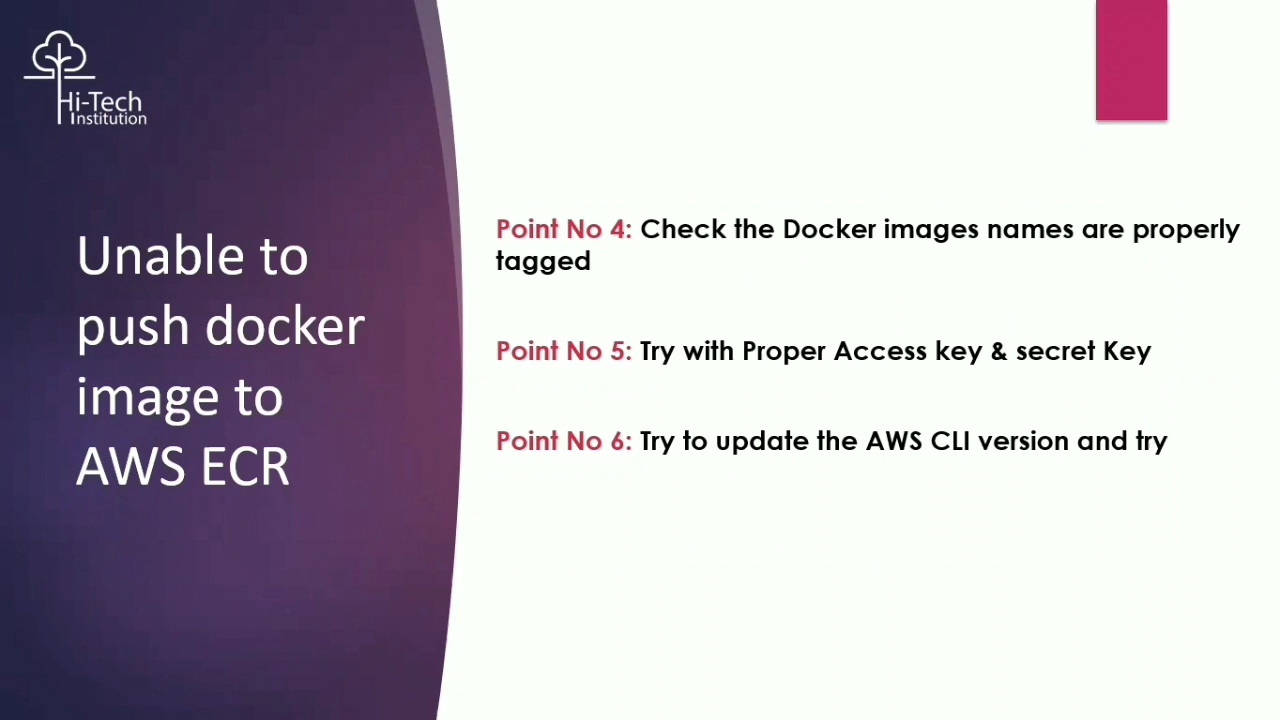 Hi-Tech
Institution
Unable to
push docker
image to
AWS ECR
Point No 4: Check the Docker images names are properly
tagged
Point No 5: Try with Proper Access key & secret Key
Point No 6: Try to update the AWS CLI version and try